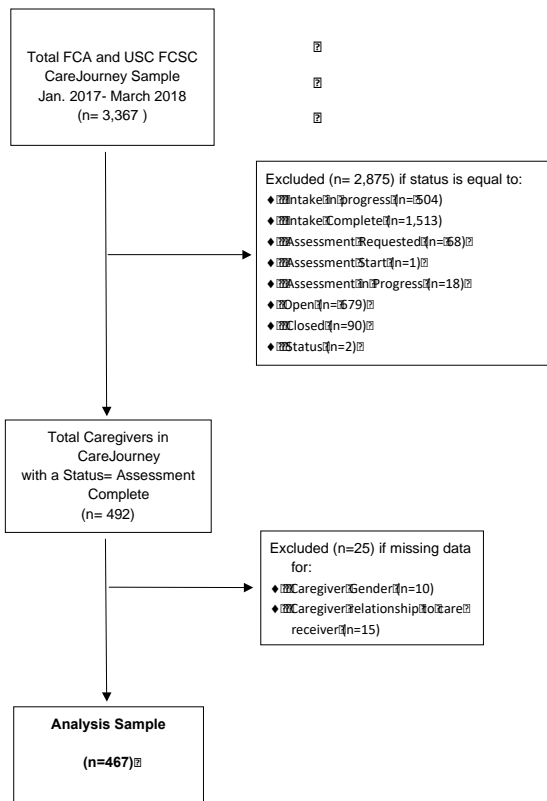 Total FCA and USC FCSC
CareJourney Sample
Jan. 2017- March 2018
(n= 3,367 )
Excluded (n= 2,875) if status is equal to:
♦ Intake in progress (n= 504)
♦ Intake Complete (n=1,513)
♦ Assessment Requested (n= 68)
♦ Assessment Start (n=1)
♦ Assessment in Progress (n=18)
♦ Open (n= 679)
♦ Closed (n=90)
♦ Status (n=2)
Total Caregivers in
CareJourney
with a Status= Assessment
Complete
(n= 492)
Excluded (n=25) if missing data
for:
♦ Caregiver Gender (n=10)
♦ Caregiver relationship to care
receiver (n=15)
Analysis Sample
(n=467)